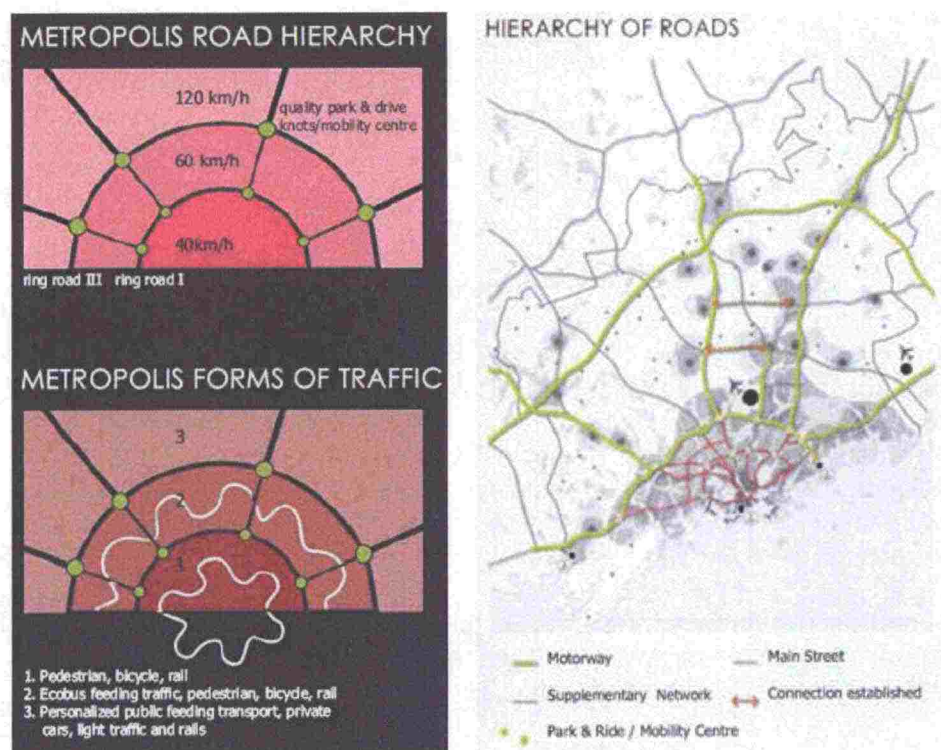 METROPOLIS ROAD HIERARCHY
120 km/h
quality park & drive
knots/mobility centre
60 km/h
40km/h
ring road III ring road I
METROPOLIS FORMS OF TRAFFIC
3
2
1
1. Pedestrian, bicycle, rail
2. Ecobus feeding traffic, pedestrian, bicycle, rail
3. Personalized public feeding transport, private
cars, light traffic and rails
HIERARCHY OF ROADS
Motorway
Main Street
Supplementary Network
Connection established
Park & Ride / Mobility Centre